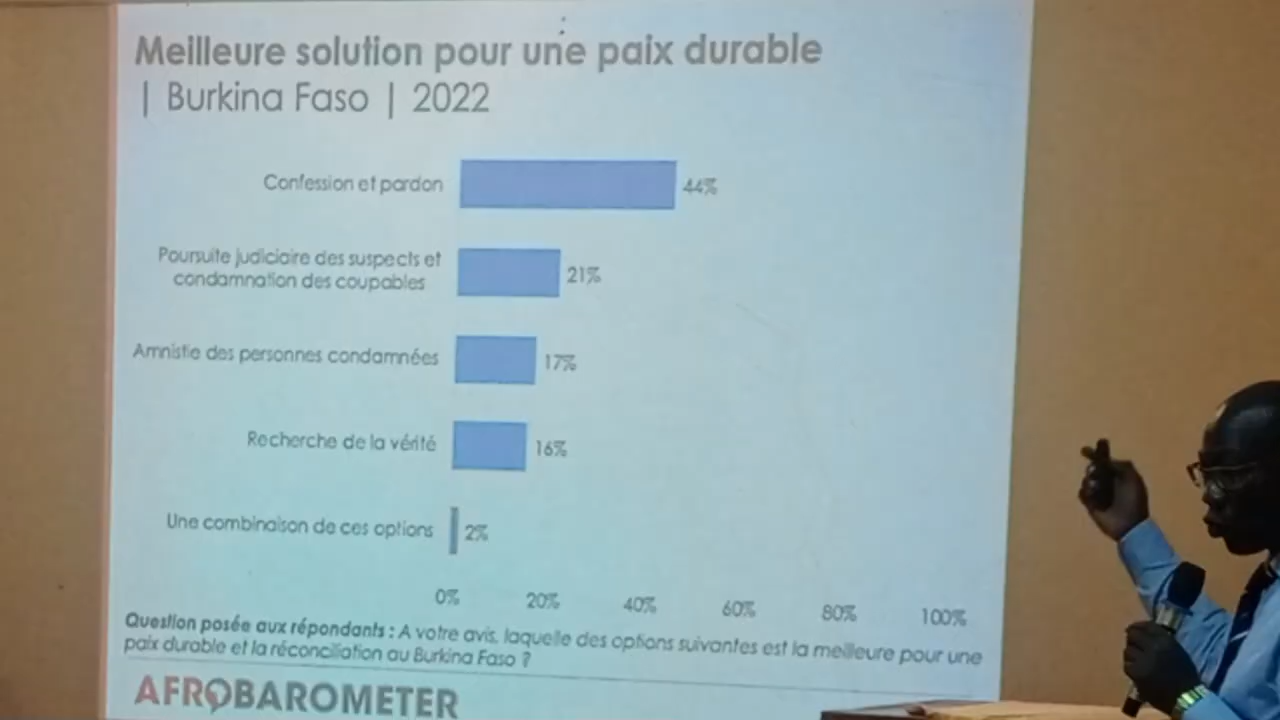 Meilleure solution pour une paix durable
| Burkina Faso | 2022
Confession et pardon
44%
Poursuite judiciaire des suspects et
condamnation des coupables
21%
Amnistie des personnes condamnées
17%
Recherche de la vérité
16%
Une combinaison de ces options
2%
0% 20% 40% 60% 80% 100%
Question posée aux répondants : A votre avis, laquelle des options suivantes est la meilleure pour une
paix durable et la réconciliation au Burkina Faso ?
AFROBAROMETER